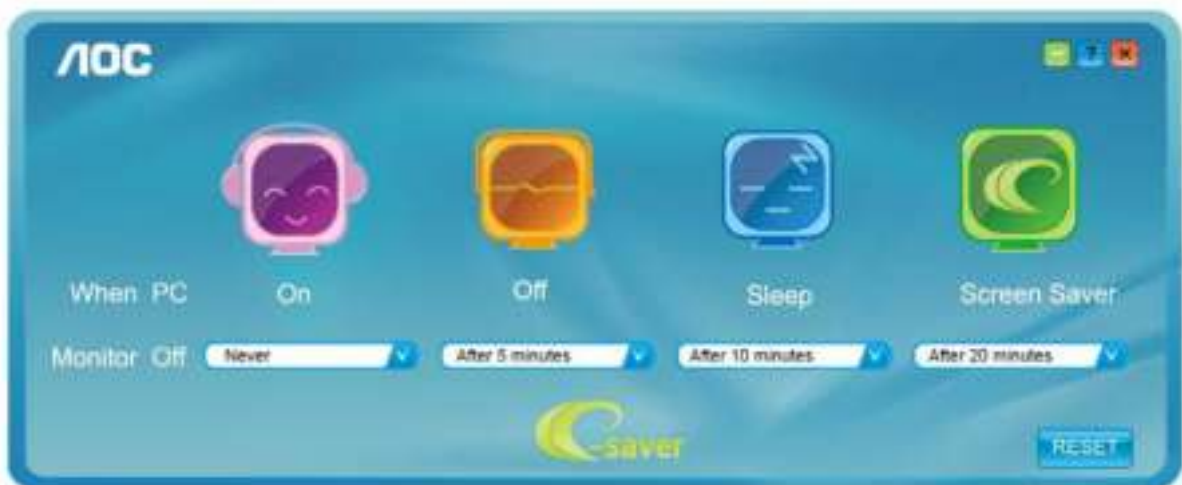 AOC
?
When PC On Off Sleep Screen Saver
Monitor Off Never After 5 minutes After 10 minutes After 20 minutes
e-saver
RESET